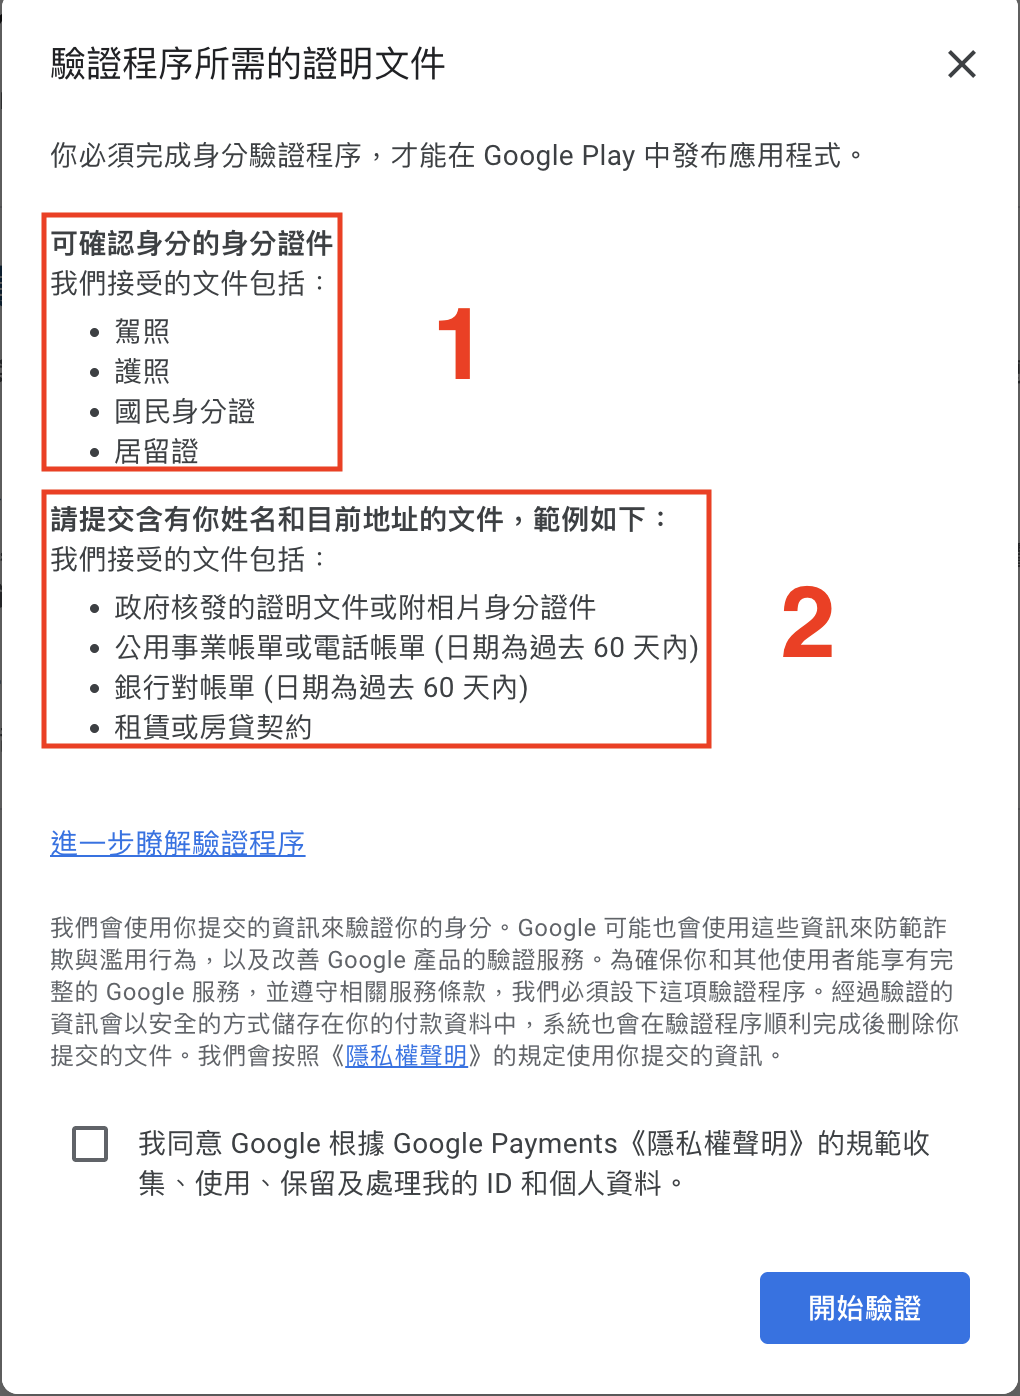 驗證程序所需的證明文件
你必須完成身分驗證程序，才能在 Google Play 中發布應用程式。
可確認身分的身分證件
我們接受的文件包括：
• 駕照
• 護照
• 國民身分證
• 居留證
1
請提交含有你姓名和目前地址的文件，範例如下：
我們接受的文件包括：
• 政府核發的證明文件或附相片身分證件
• 公用事業帳單或電話帳單 (日期為過去 60 天內)
• 銀行對帳單 (日期為過去 60 天內)
• 租賃或房貸契約
2
進一步瞭解驗證程序
我們會使用你提交的資訊來驗證你的身分。Google 可能也會使用這些資訊來防範詐
欺與濫用行為，以及改善 Google 產品的驗證服務。為確保你和其他使用者能享有完
整的 Google 服務，並遵守相關服務條款，我們必須設下這項驗證程序。經過驗證的
資訊會以安全的方式儲存在你的付款資料中，系統也會在驗證程序順利完成後刪除你
提交的文件。我們會按照《隱私權聲明》的規定使用你提交的資訊。
我同意 Google 根據 Google Payments《隱私權聲明》的規範收
集、使用、保留及處理我的 ID 和個人資料。
開始驗證